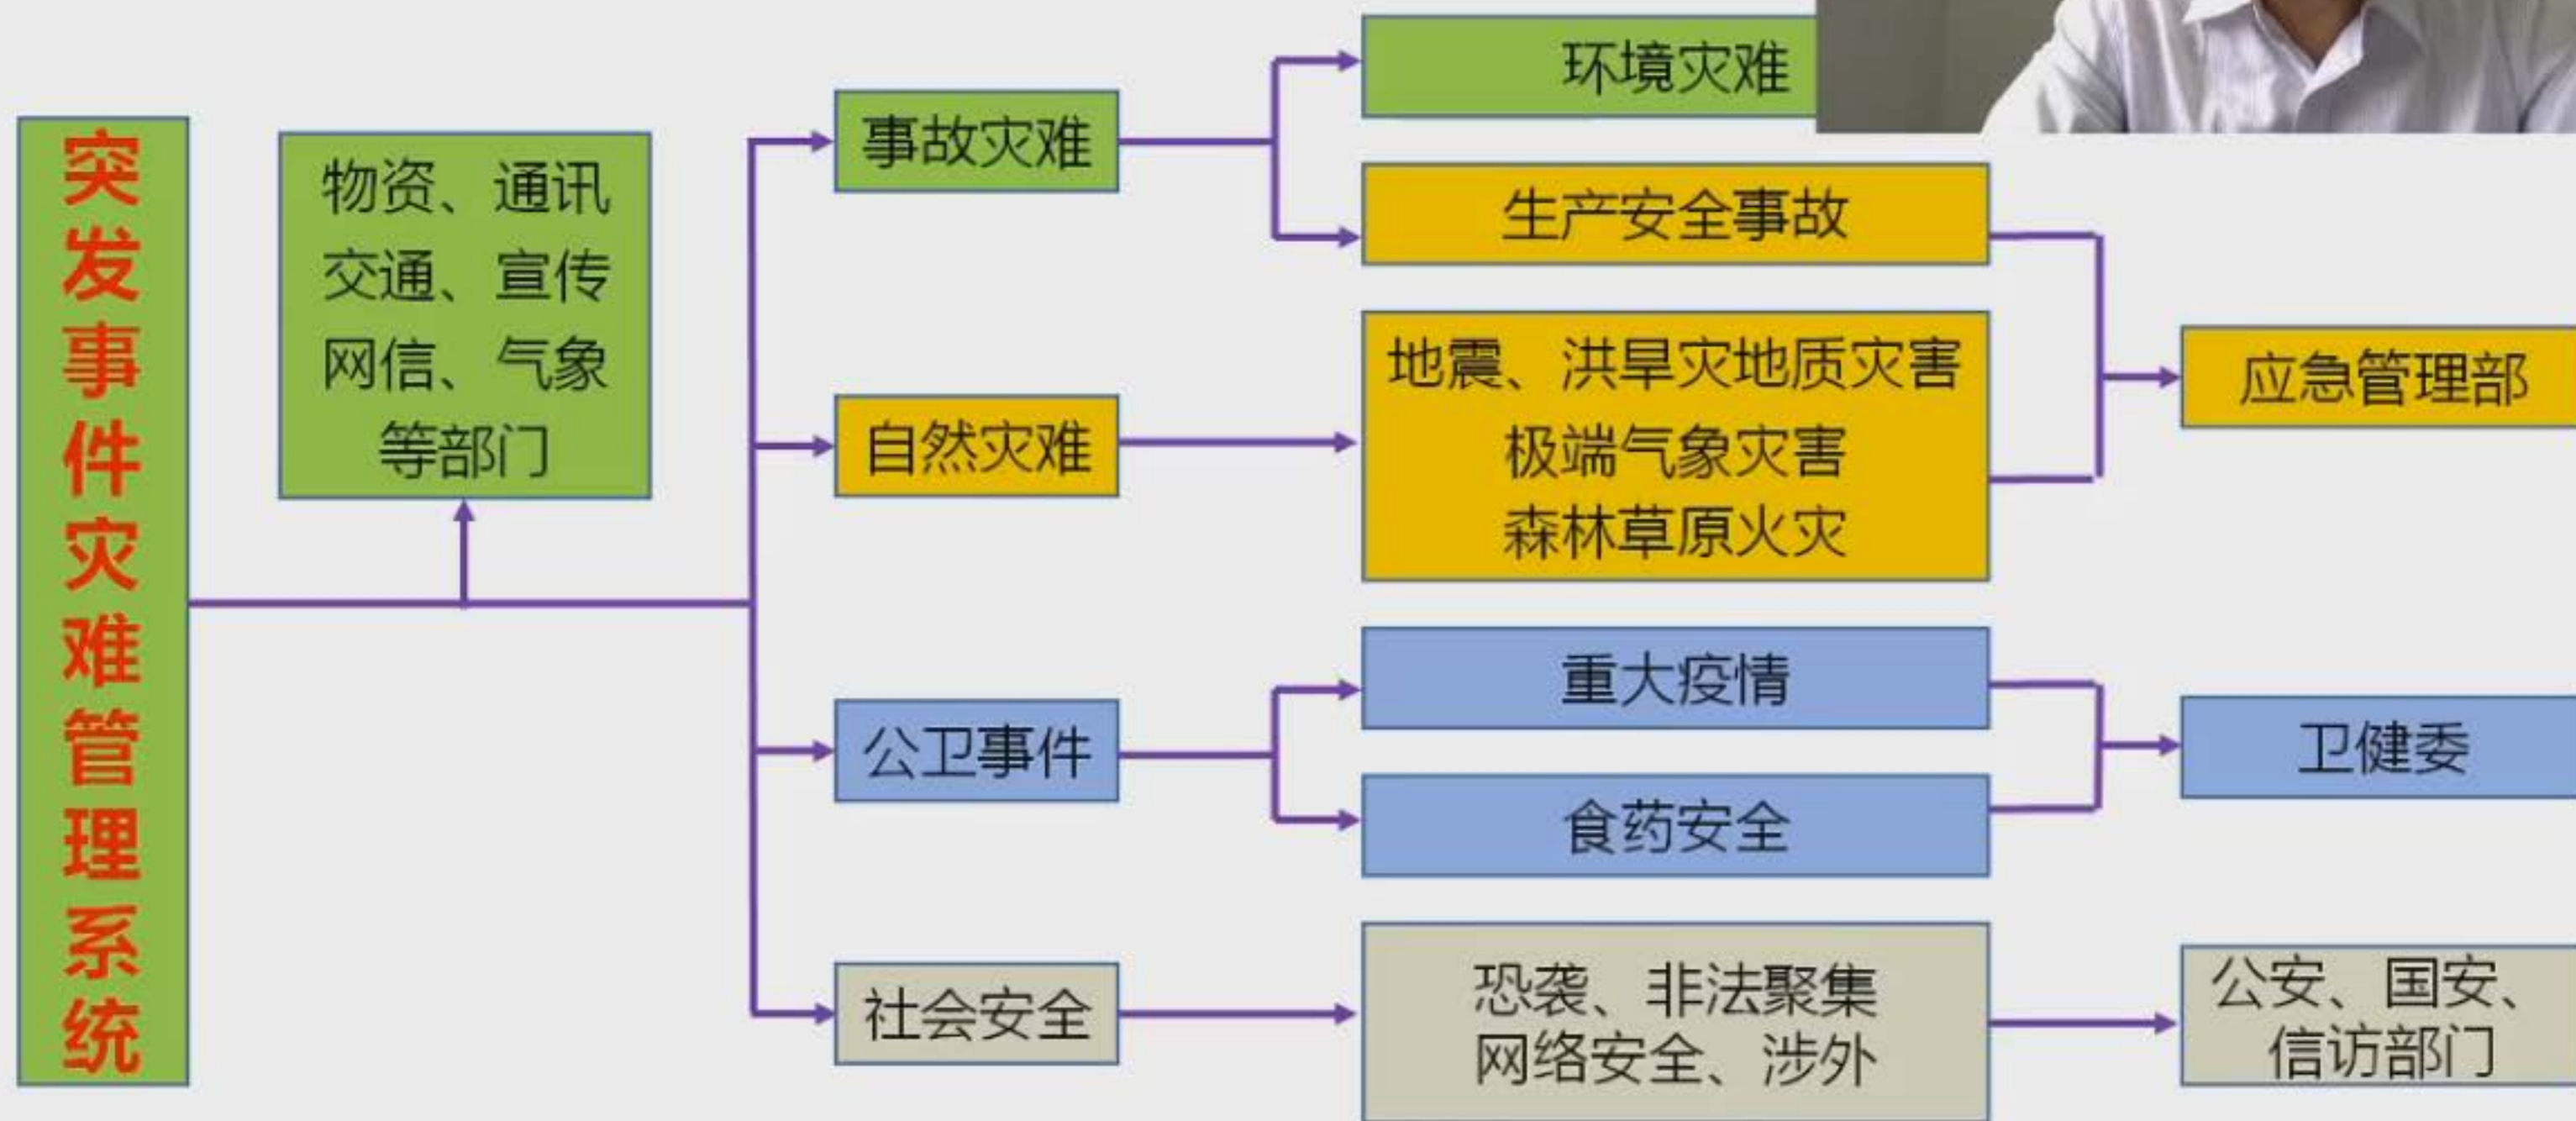 突发事件灾难管理系统
物资、通讯
交通、宣传
网信、气象
等部门
事故灾难
自然灾难
公卫事件
社会安全
环境灾难
生产安全事故
地震、洪旱灾地质灾害
极端气象灾害
森林草原火灾
重大疫情
食药安全
恐袭、非法聚集
网络安全、涉外
应急管理部
卫健委
公安、国安、
信访部门